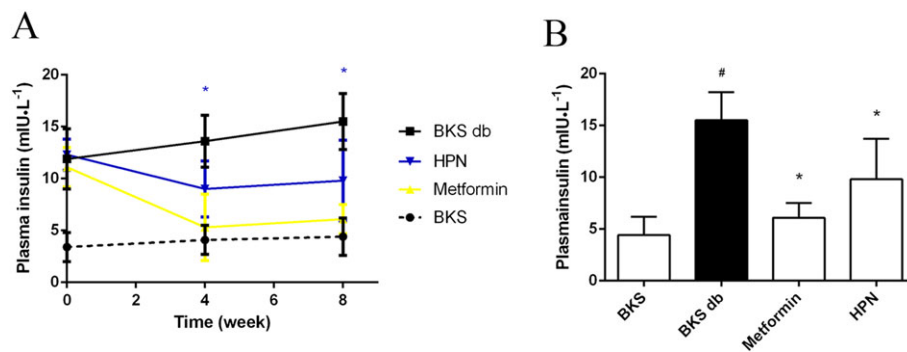 A
B
*
*
20
15
10
5
0
Plasma insulin (mIU·L-1)
0
2
4
6
8
Time (week)
BKS db
HPN
Metformin
BKS
20
15
10
5
0
Plasmainsulin (mIU·L-1)
#
*
*
BKS
BKS db
Metformin
HPN